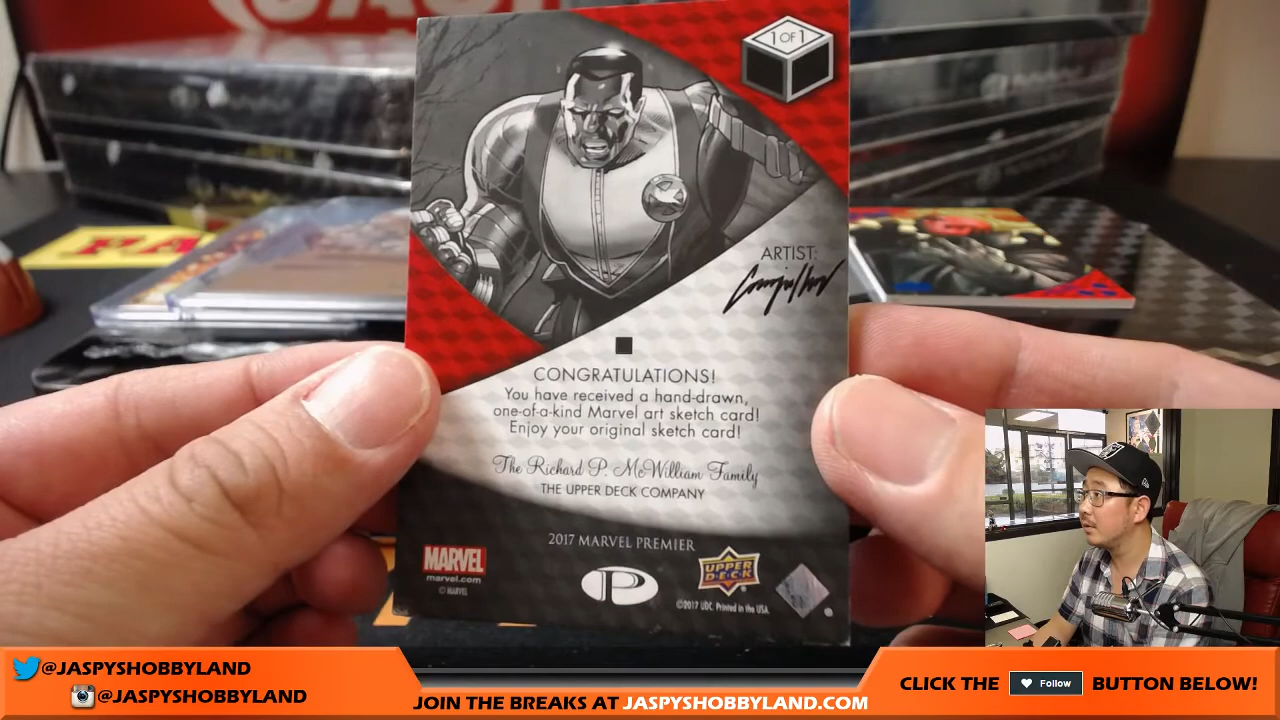 1 OF 1
ARTIST:
CONGRATULATIONS!
You have received a hand-drawn,
one-of-a-kind Marvel art sketch card!
Enjoy your original sketch card!
The Richard P. McWilliam Family
THE UPPER DECK COMPANY
2017 MARVEL PREMIER
MARVEL
marvel.com
© MARVEL
P
UPPER
DECK
©2017 UDC. Printed in the USA.
PA
@JASPYSHOBBYLAND
@JASPYSHOBBYLAND
JOIN THE BREAKS AT JASPYSHOBBYLAND.COM
CLICK THE Follow BUTTON BELOW!